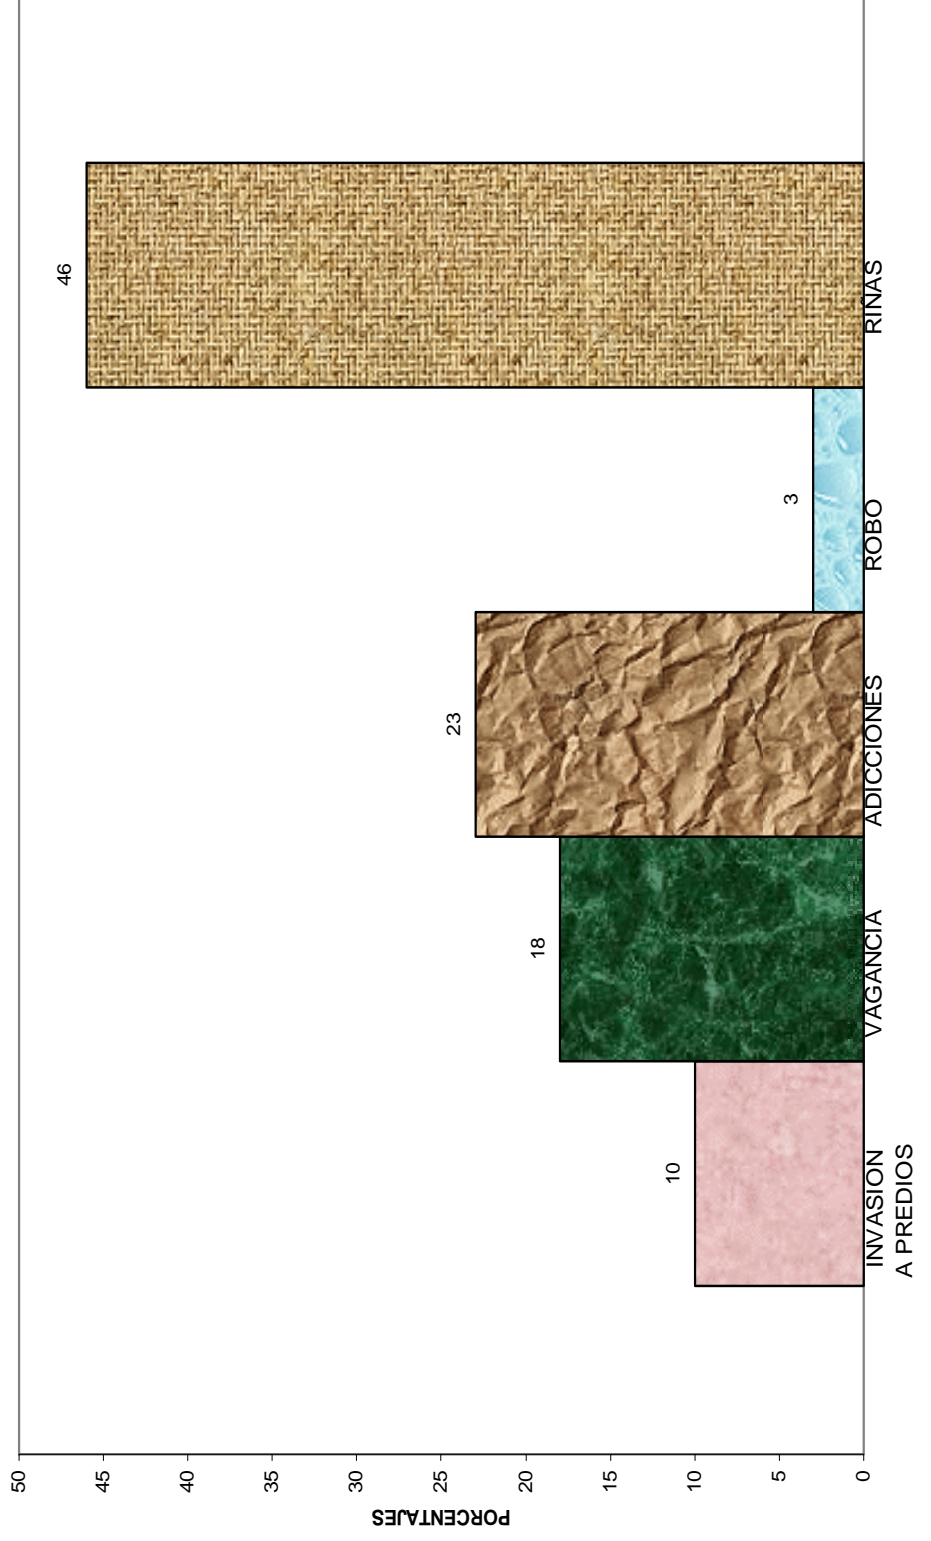 PORCENTAJES
50
45
40
35
30
25
20
15
10
5
0
10
18
23
3
46
INVASION
A PREDIOS
VAGANCIA
ADICCIONES
ROBO
RIÑAS